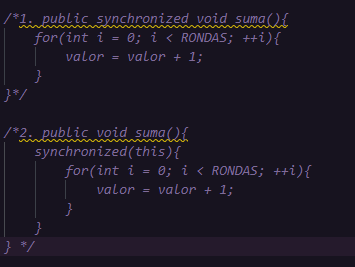 /*1. public synchronized void suma(){
    for(int i = 0; i < RONDAS; ++i){
        valor = valor + 1;
    }
}*/

/*2. public void suma(){
    synchronized(this){
        for(int i = 0; i < RONDAS; ++i){
            valor = valor + 1;
        }
    }
} */